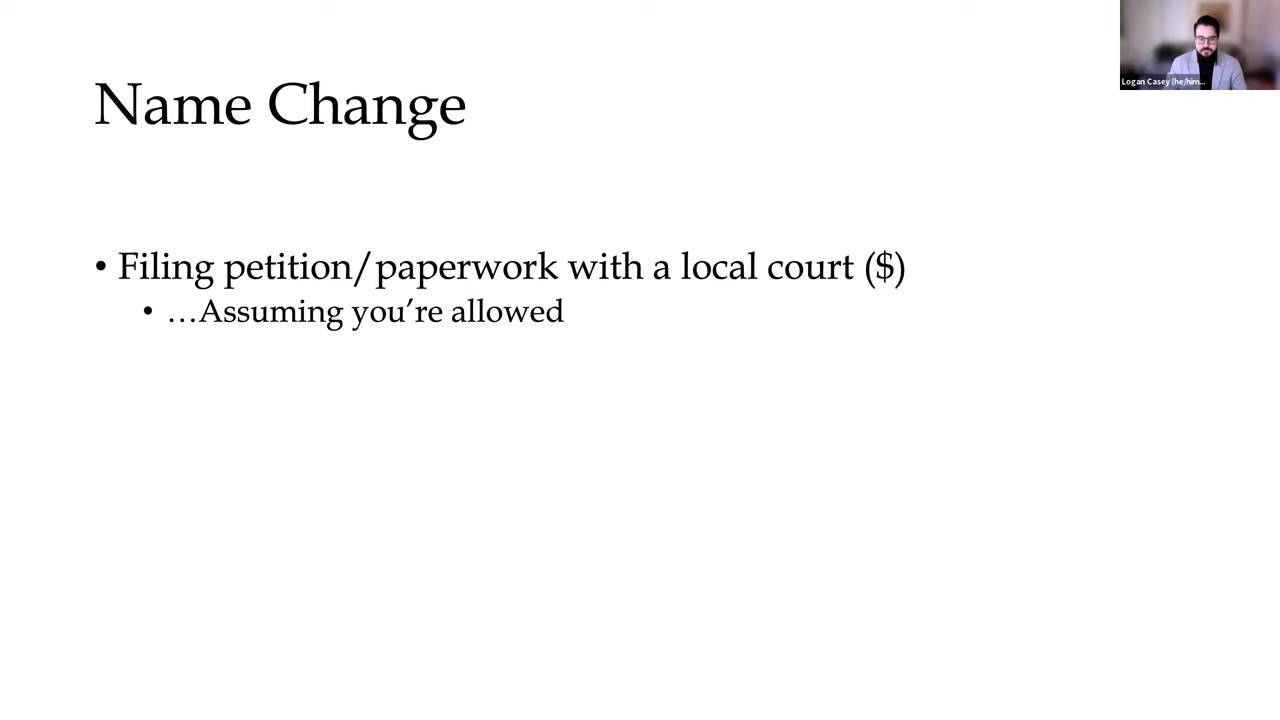 Name Change
• Filing petition/paperwork with a local court ($)
• …Assuming you’re allowed
Logan Casey (he/him...